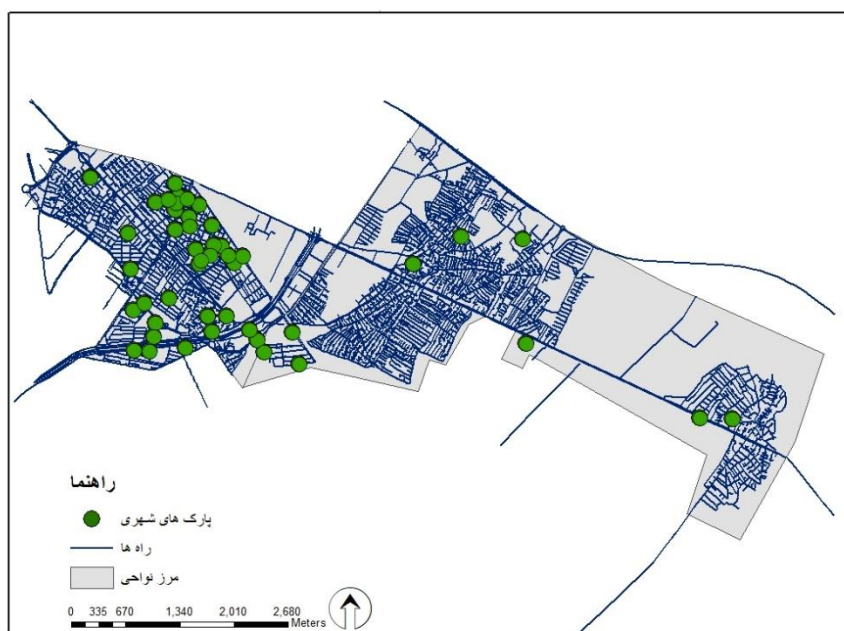 راهنما
پارک های شهری
راه ها
مرز نواحی
0 335 670 1,340 2,010 2,680
Meters